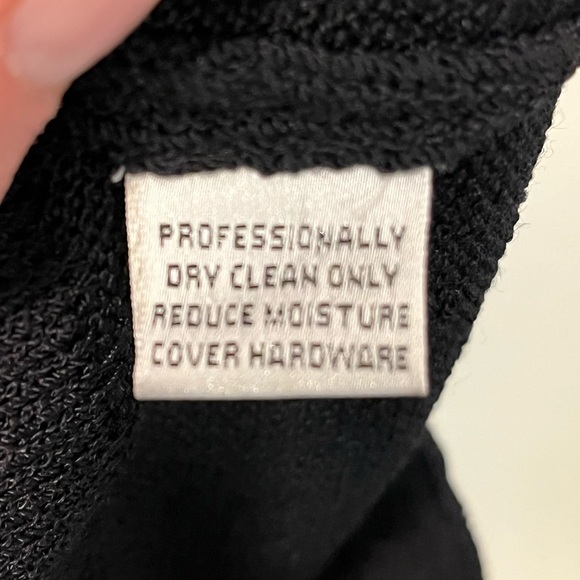 PROFESSIONALLY
DRY CLEAN ONLY
REDUCE MOISTURE
COVER HARDWARE